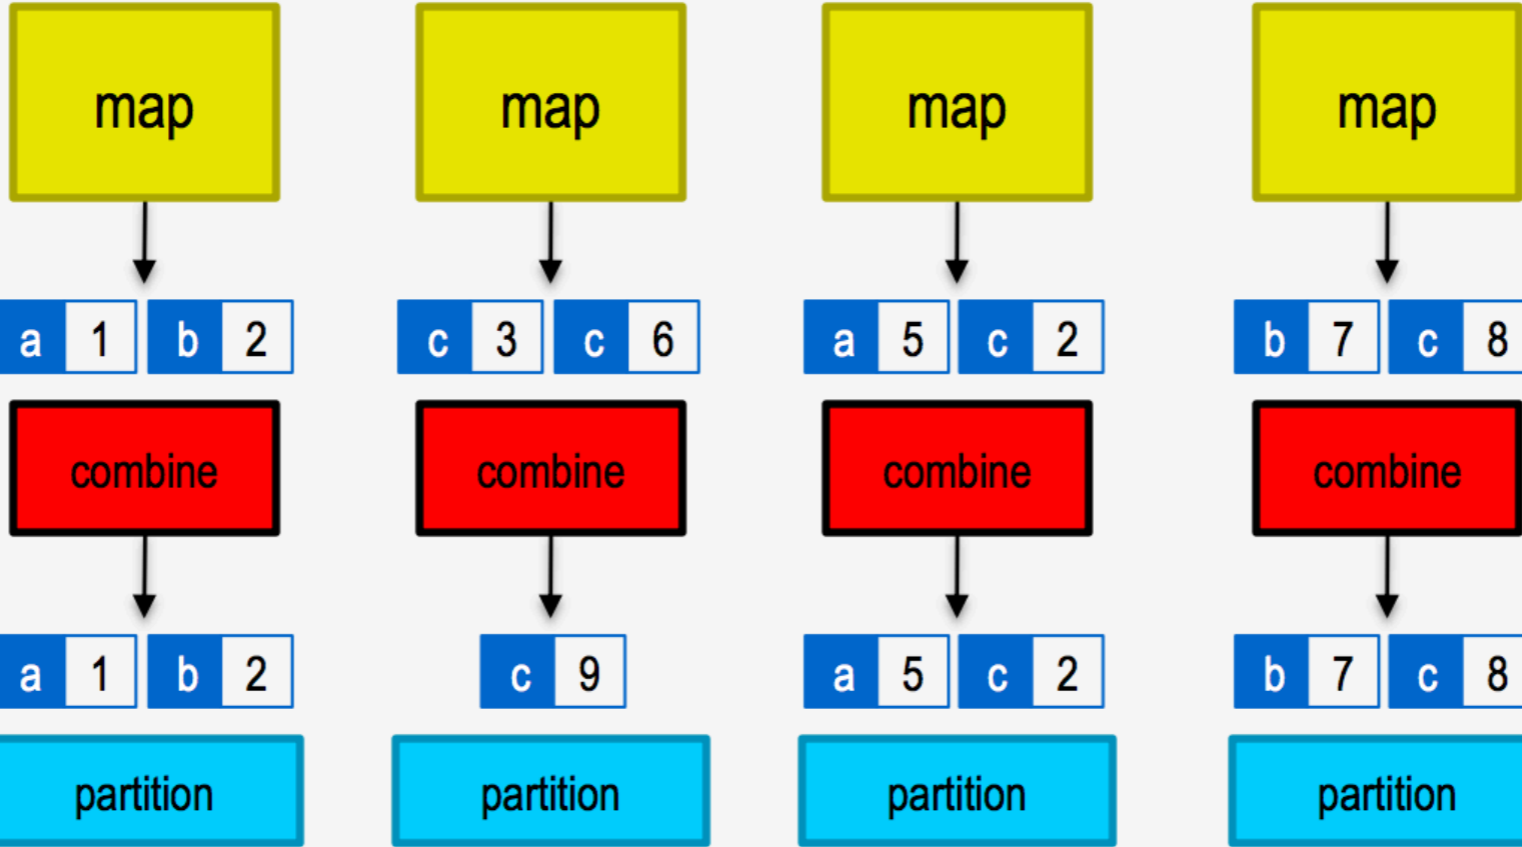 map map map map
a 1 b 2 c 3 c 6 a 5 c 2 b 7 c 8
combine combine combine combine
a 1 b 2 c 9 a 5 c 2 b 7 c 8
partition partition partition partition